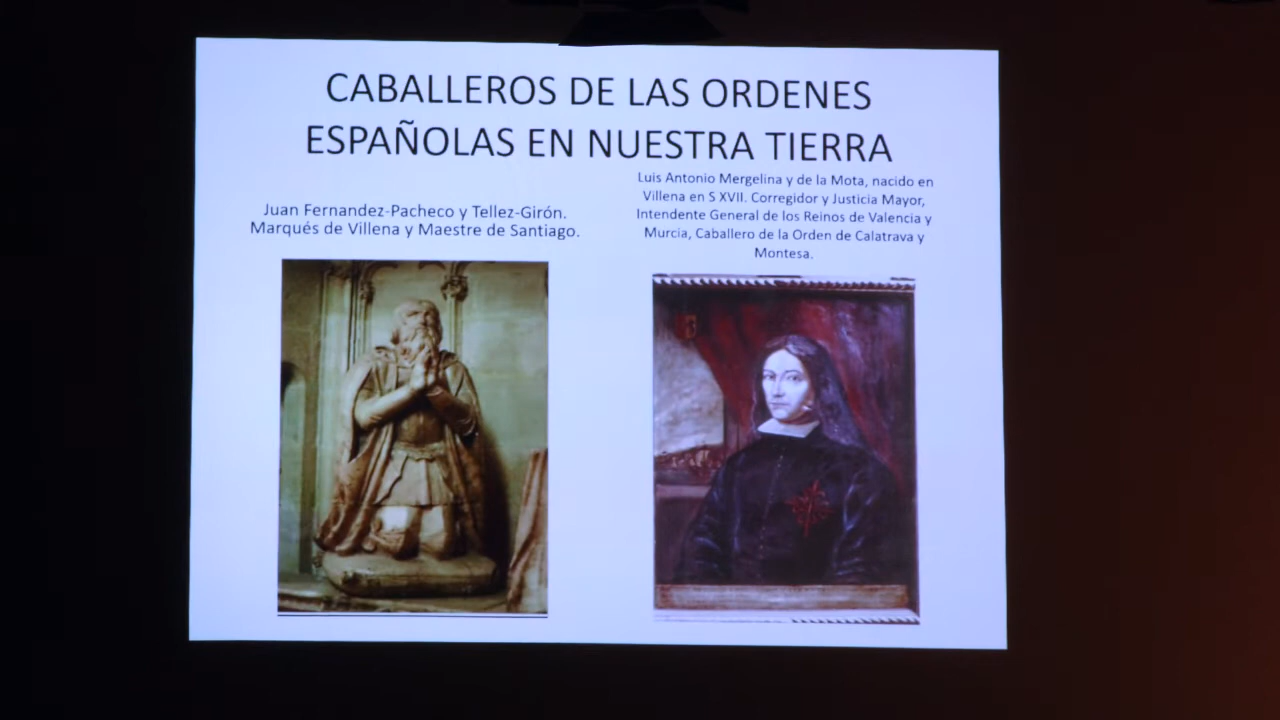 CABALLEROS DE LAS ORDENES
ESPAÑOLAS EN NUESTRA TIERRA
Juan Fernandez-Pacheco y Tellez-Girón.
Marqués de Villena y Maestre de Santiago.
Luis Antonio Mergelina y de la Mota, nacido en
Villena en S XVII. Corregidor y Justicia Mayor,
Intendente General de los Reinos de Valencia y
Murcia, Caballero de la Orden de Calatrava y
Montesa.